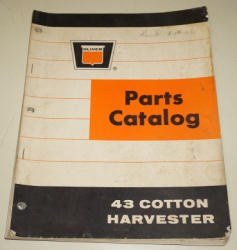 OLIVER
®
Parts
Catalog
43 COTTON
HARVESTER